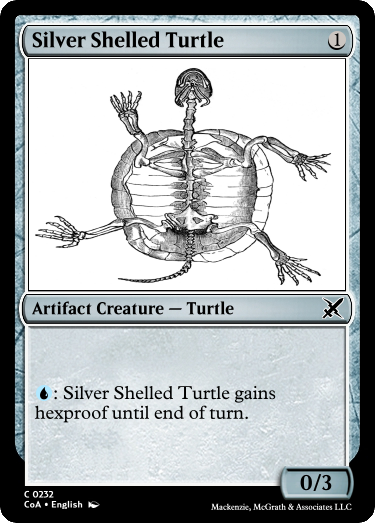 Silver Shelled Turtle 1
Artifact Creature — Turtle
: Silver Shelled Turtle gains
hexproof until end of turn.
0/3
C 0232
CoA • English
Mackenzie, McGrath & Associates LLC